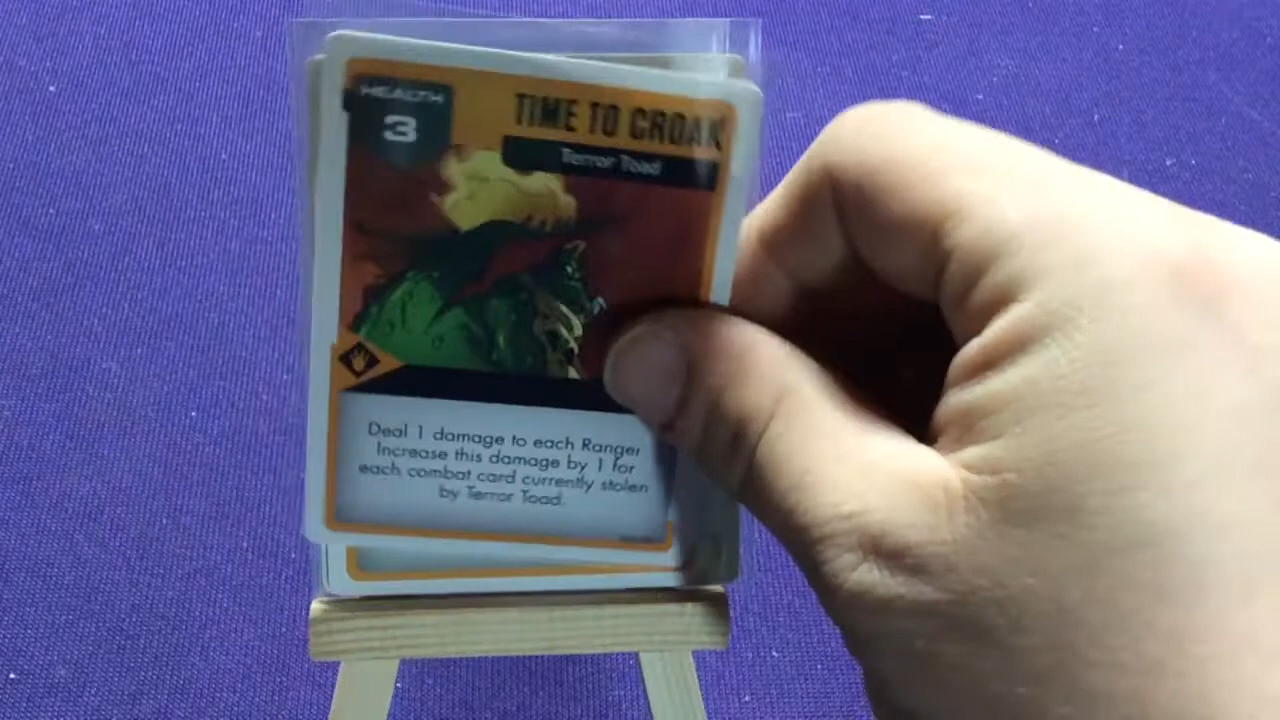 HEALTH
3
TIME TO CROAK
Terror Toad
Deal 1 damage to each Ranger
Increase this damage by 1 for
each combat card currently stolen
by Terror Toad.